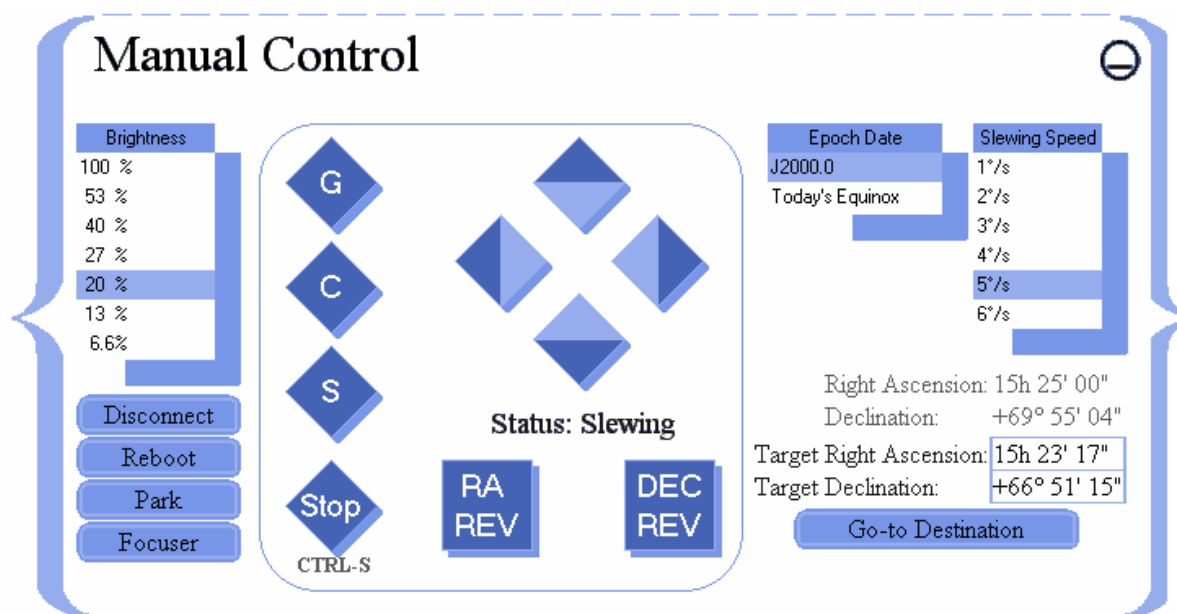 Manual Control
Brightness
100 %
53 %
40 %
27 %
20 %
13 %
6.6%
Disconnect
Reboot
Park
Focuser
G
C
S
Stop
CTRL-S
Status: Slewing
RA
REV
DEC
REV
Epoch Date
J2000.0
Today's Equinox
Slewing Speed
1°/s
2°/s
3°/s
4°/s
5°/s
6°/s
Right Ascension: 15h 25' 00"
Declination: +69° 55' 04"
Target Right Ascension: 15h 23' 17"
Target Declination: +66° 51' 15"
Go-to Destination